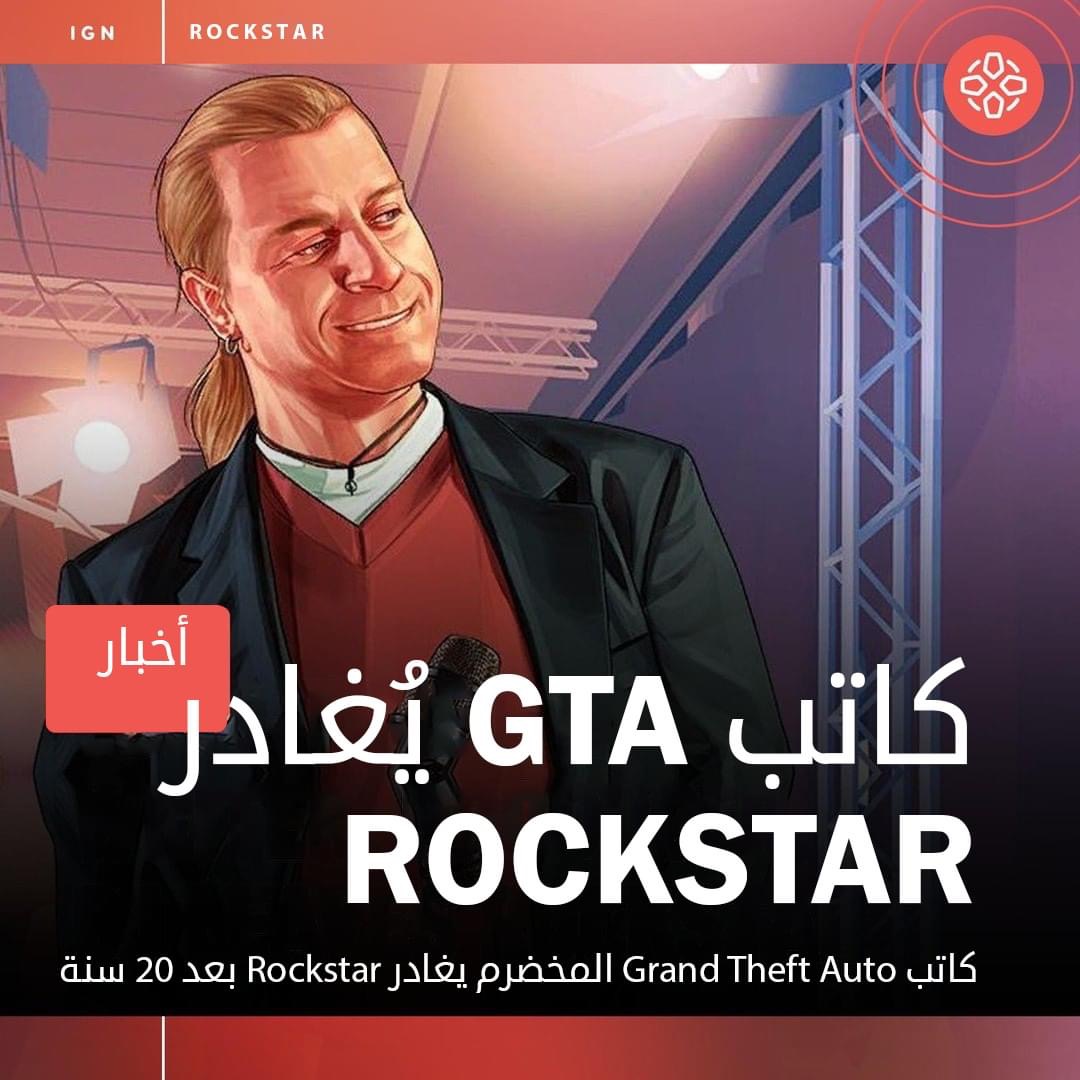 IGN
ROCKSTAR
أخبار
كاتب GTA يُغادر
ROCKSTAR
كاتب Grand Theft Auto المخضرم يغادر Rockstar بعد 20 سنة